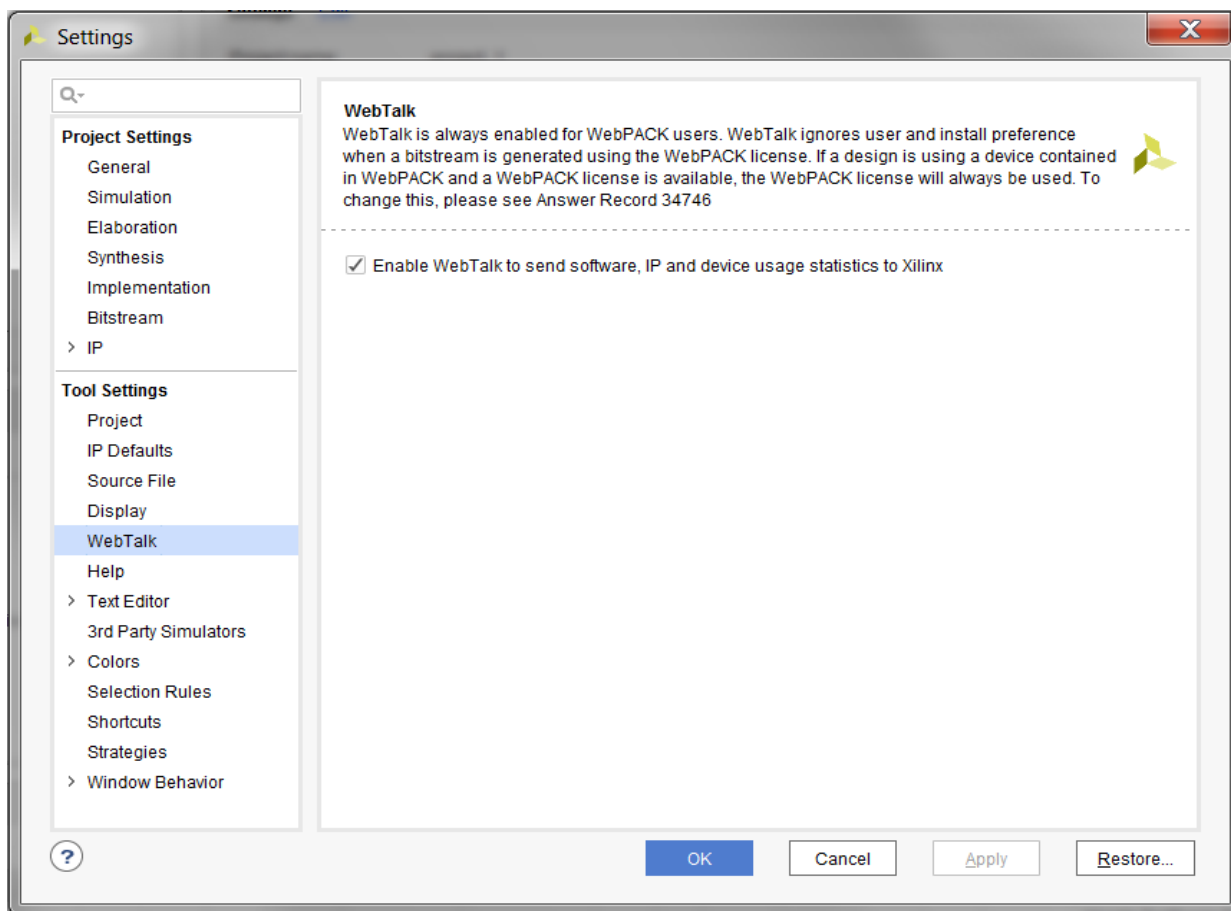 Settings
X
Project Settings
General
Simulation
Elaboration
Synthesis
Implementation
Bitstream
> IP
Tool Settings
Project
IP Defaults
Source File
Display
WebTalk
Help
> Text Editor
3rd Party Simulators
> Colors
Selection Rules
Shortcuts
Strategies
> Window Behavior
WebTalk
WebTalk is always enabled for WebPACK users. WebTalk ignores user and install preference
when a bitstream is generated using the WebPACK license. If a design is using a device contained
in WebPACK and a WebPACK license is available, the WebPACK license will always be used. To
change this, please see Answer Record 34746
Enable WebTalk to send software, IP and device usage statistics to Xilinx
?
OK
Cancel
Apply
Restore...